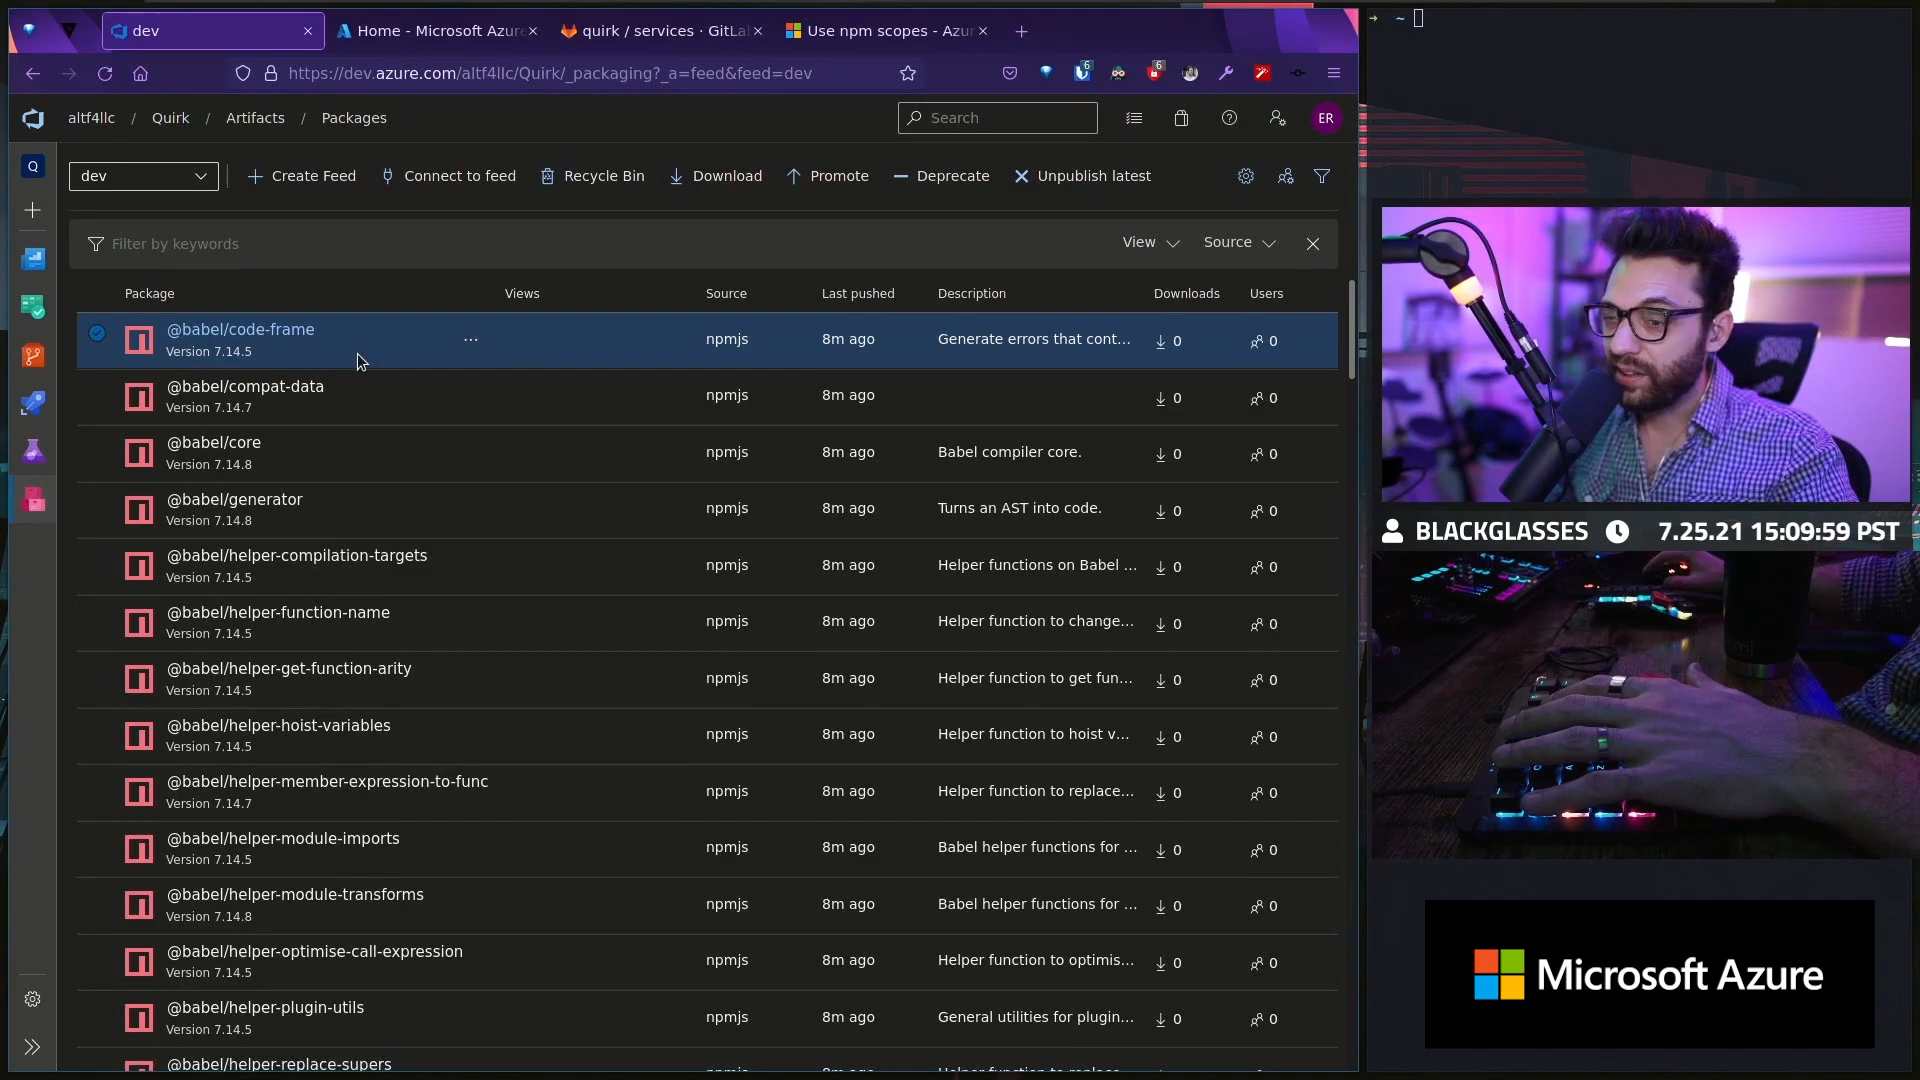 dev
Home - Microsoft Azur
quirk / services · GitLa
Use npm scopes - Azur
https://dev.azure.com/altf4llc/Quirk/_packaging?_a=feed&feed=dev
6
6
altf4llc / Quirk / Artifacts / Packages
Search
ER
Q
dev
Create Feed
Connect to feed
Recycle Bin
Download
Promote
Deprecate
Unpublish latest
Filter by keywords
View
Source
Package Views Source Last pushed Description Downloads Users
@babel/code-frame
Version 7.14.5
... npmjs 8m ago Generate errors that cont... 0 0
@babel/compat-data
Version 7.14.7
npmjs 8m ago 0 0
@babel/core
Version 7.14.8
npmjs 8m ago Babel compiler core. 0 0
@babel/generator
Version 7.14.8
npmjs 8m ago Turns an AST into code. 0 0
@babel/helper-compilation-targets
Version 7.14.5
npmjs 8m ago Helper functions on Babel ... 0 0
@babel/helper-function-name
Version 7.14.5
npmjs 8m ago Helper function to change... 0 0
@babel/helper-get-function-arity
Version 7.14.5
npmjs 8m ago Helper function to get fun... 0 0
@babel/helper-hoist-variables
Version 7.14.5
npmjs 8m ago Helper function to hoist v... 0 0
@babel/helper-member-expression-to-func
Version 7.14.7
npmjs 8m ago Helper function to replace... 0 0
@babel/helper-module-imports
Version 7.14.5
npmjs 8m ago Babel helper functions for ... 0 0
@babel/helper-module-transforms
Version 7.14.8
npmjs 8m ago Babel helper functions for ... 0 0
@babel/helper-optimise-call-expression
Version 7.14.5
npmjs 8m ago Helper function to optimis... 0 0
@babel/helper-plugin-utils
Version 7.14.5
npmjs 8m ago General utilities for plugin... 0 0
@babel/helper-replace-supers
~
BLACKGLASSES
7.25.21 15:09:59 PST
Microsoft Azure